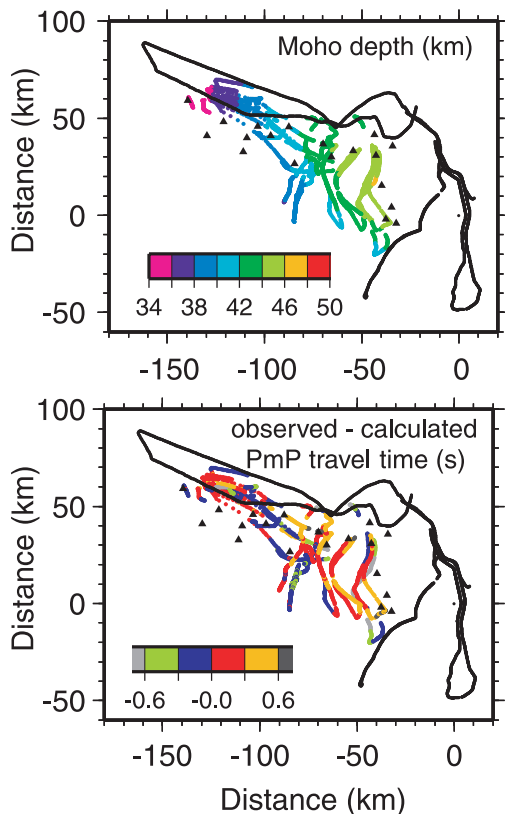 100
Moho depth (km)
50
0
-50
Distance (km)
34 38 42 46 50
-150 -100 -50 0
100
observed - calculated
PmP travel time (s)
50
0
-50
Distance (km)
-0.6 -0.0 0.6
-150 -100 -50 0
Distance (km)